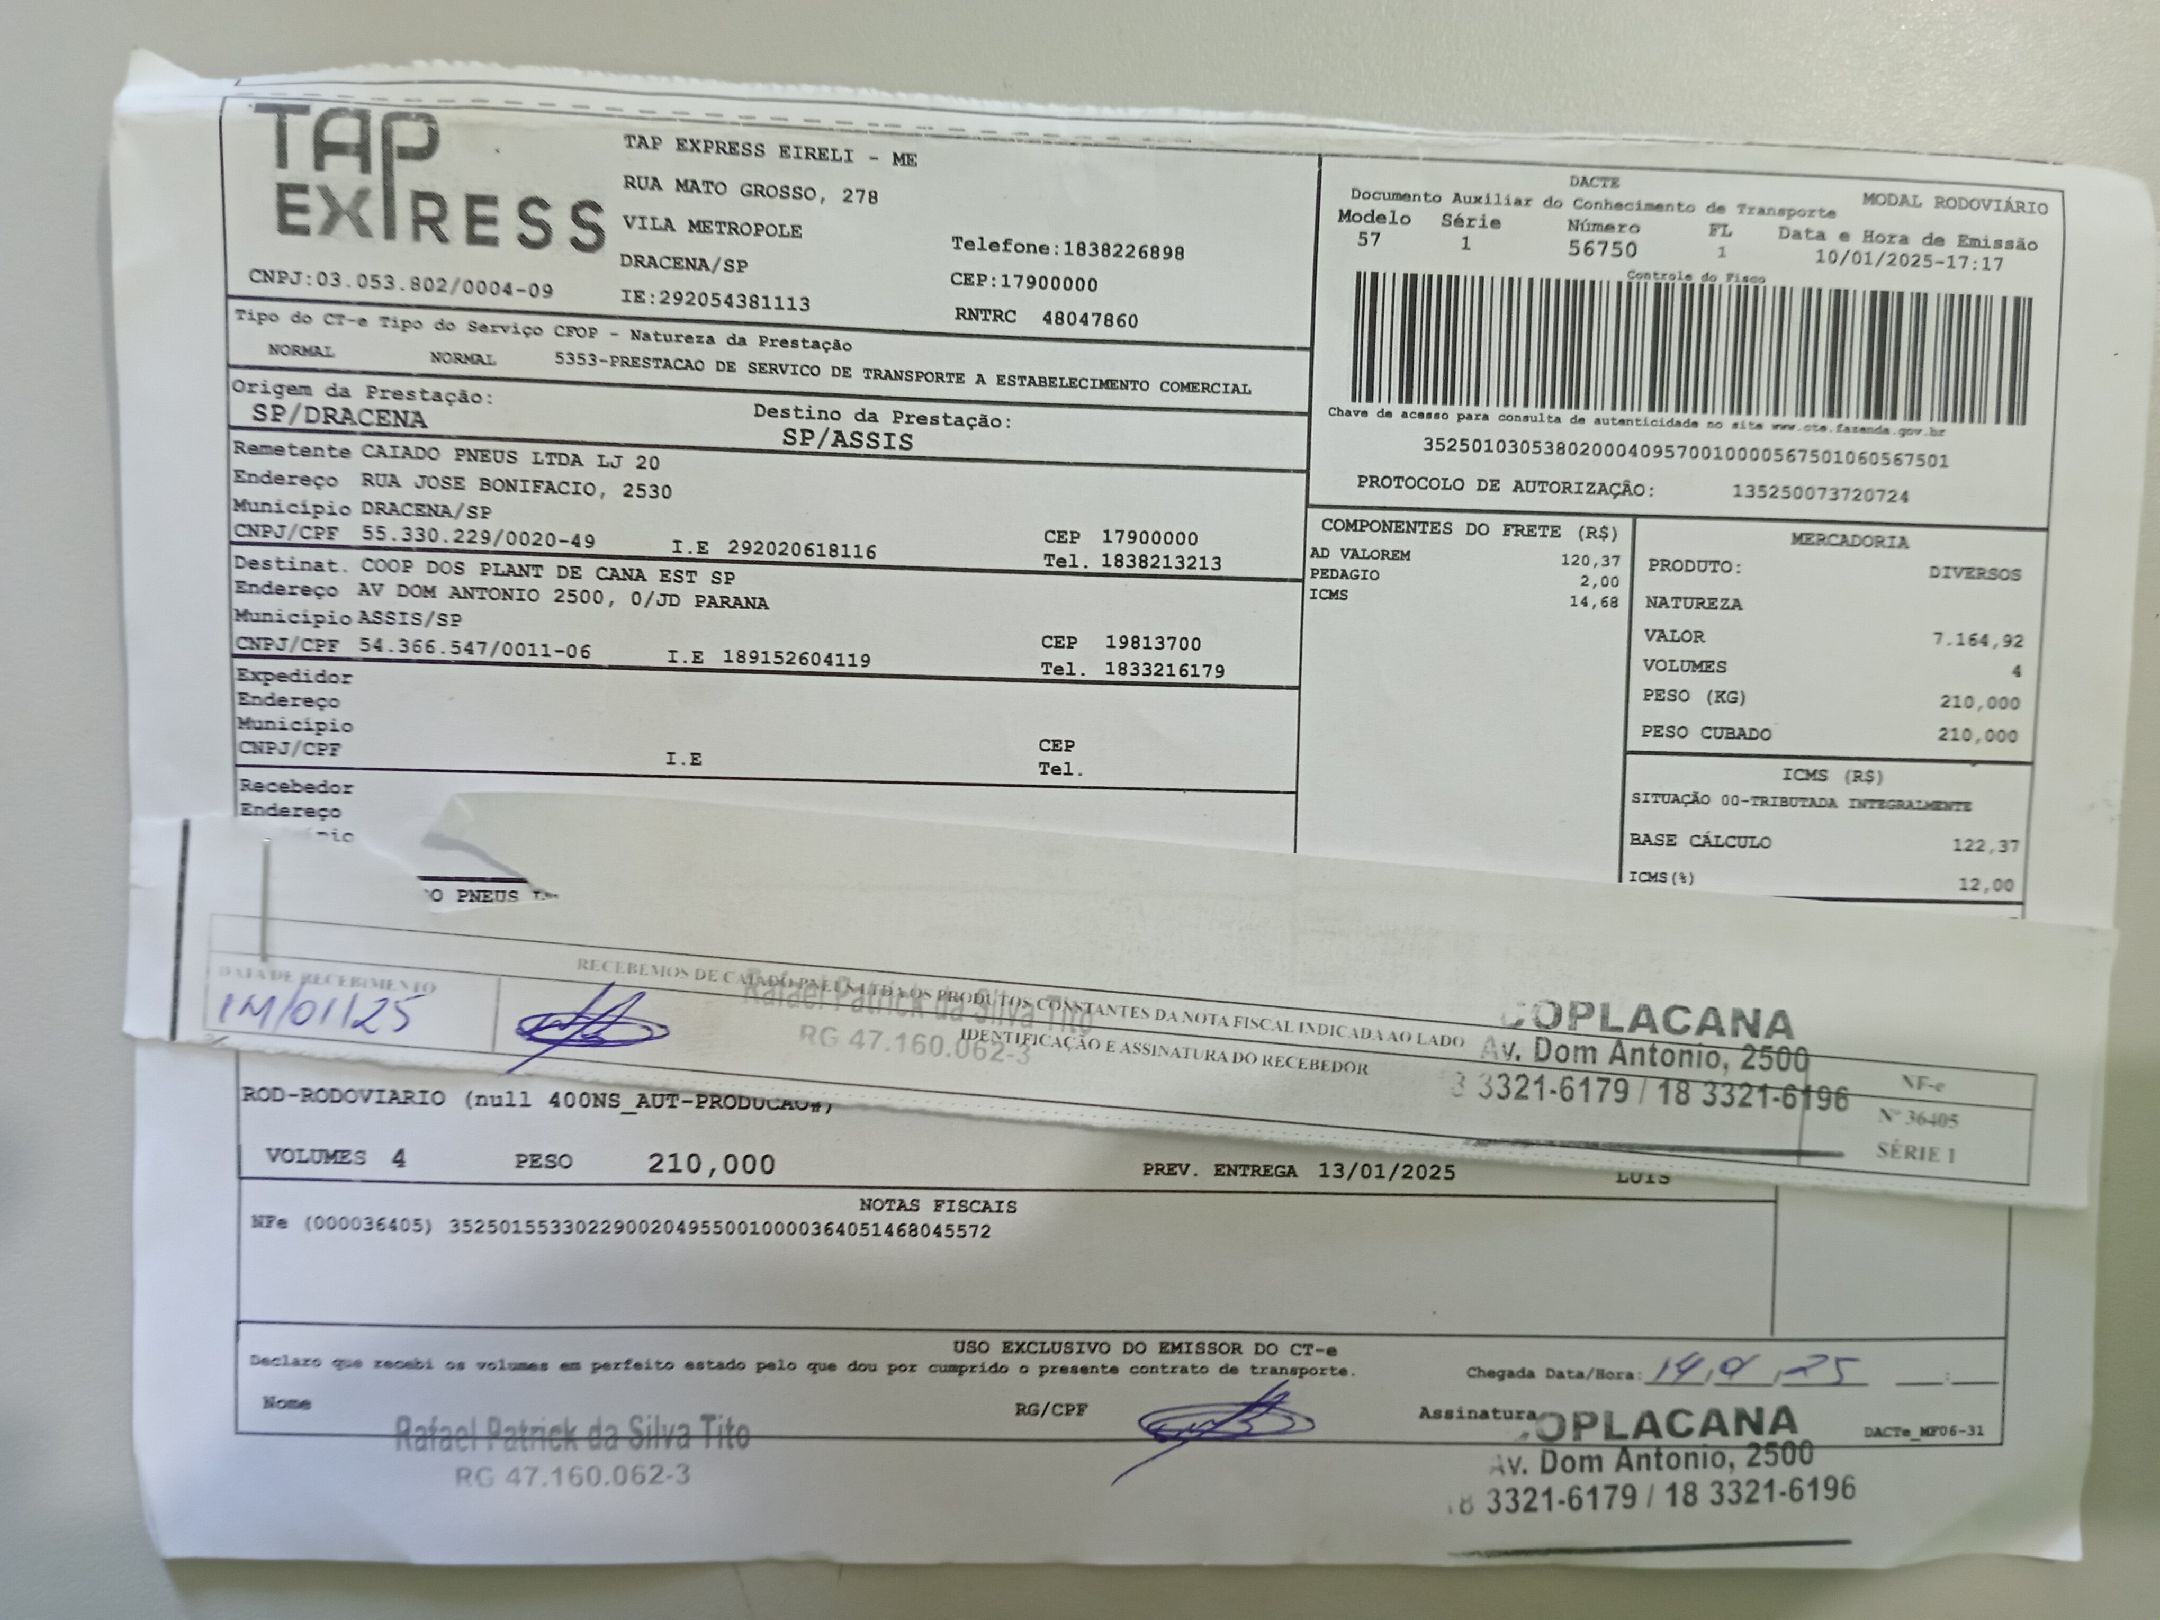 TAP EXPRESS
TAP EXPRESS EIRELI - ME
RUA MATO GROSSO, 278
VILA METROPOLE
DRACENA/SP
IE:292054381113
Telefone:1838226898
CEP:17900000
RNTRC 48047860
CNPJ:03.053.802/0004-09
DACTE
Documento Auxiliar do Conhecimento de Transporte
MODAL RODOVIÁRIO
Modelo Série Número FL Data e Hora de Emissão
57 1 56750 1 10/01/2025-17:17
Controle do Fisco
Chave de acesso para consulta de autenticidade no site www.cte.fazenda.gov.br
35250103053802000409570010000567501060567501
PROTOCOLO DE AUTORIZAÇÃO: 135250073720724
Tipo do CT-e Tipo do Serviço CFOP - Natureza da Prestação
NORMAL NORMAL 5353-PRESTACAO DE SERVICO DE TRANSPORTE A ESTABELECIMENTO COMERCIAL
Origem da Prestação: Destino da Prestação:
SP/DRACENA SP/ASSIS
Remetente CAIADO PNEUS LTDA LJ 20
Endereço RUA JOSE BONIFACIO, 2530
Município DRACENA/SP CEP 17900000
CNPJ/CPF 55.330.229/0020-49 I.E 292020618116 Tel. 1838213213
Destinat. COOP DOS PLANT DE CANA EST SP
Endereço AV DOM ANTONIO 2500, 0/JD PARANA
Município ASSIS/SP CEP 19813700
CNPJ/CPF 54.366.547/0011-06 I.E 189152604119 Tel. 1833216179
Expedidor
Endereço
Município CEP
CNPJ/CPF I.E Tel.
Recebedor
Endereço
COMPONENTES DO FRETE (R$)
AD VALOREM 120,37
PEDAGIO 2,00
ICMS 14,68
MERCADORIA
PRODUTO: DIVERSOS
NATUREZA
VALOR 7.164,92
VOLUMES 4
PESO (KG) 210,000
PESO CUBADO 210,000
ICMS (R$)
SITUAÇÃO 00-TRIBUTADA INTEGRALMENTE
BASE CÁLCULO 122,37
ICMS(%) 12,00
O PNEUS
RECEBEMOS DE CAIADO PNEUS LTDA OS PRODUTOS CONSTANTES DA NOTA FISCAL INDICADA AO LADO
DATA DE RECEBIMENTO
IDENTIFICAÇÃO E ASSINATURA DO RECEBEDOR
14/01/25
Rafael Patrick da Silva Tito
RG 47.160.062-3
COPLACANA
Av. Dom Antonio, 2500
3 3321-6179 / 18 3321-6196
NF-e
Nº 36405
SÉRIE 1
ROD-RODOVIARIO (null 400NS_AUT-PRODUCAO#)
VOLUMES 4 PESO 210,000 PREV. ENTREGA 13/01/2025 LUIS
NOTAS FISCAIS
NFe (000036405) 35250155330229002049550010000364051468045572
USO EXCLUSIVO DO EMISSOR DO CT-e
Declaro que recebi os volumes em perfeito estado pelo que dou por cumprido o presente contrato de transporte.
Chegada Data/Hora: 14,01,25 __:__
Nome RG/CPF Assinatura
Rafael Patrick da Silva Tito
RG 47.160.062-3
OPLACANA
Av. Dom Antonio, 2500
18 3321-6179 / 18 3321-6196
DACTe_MF06-31